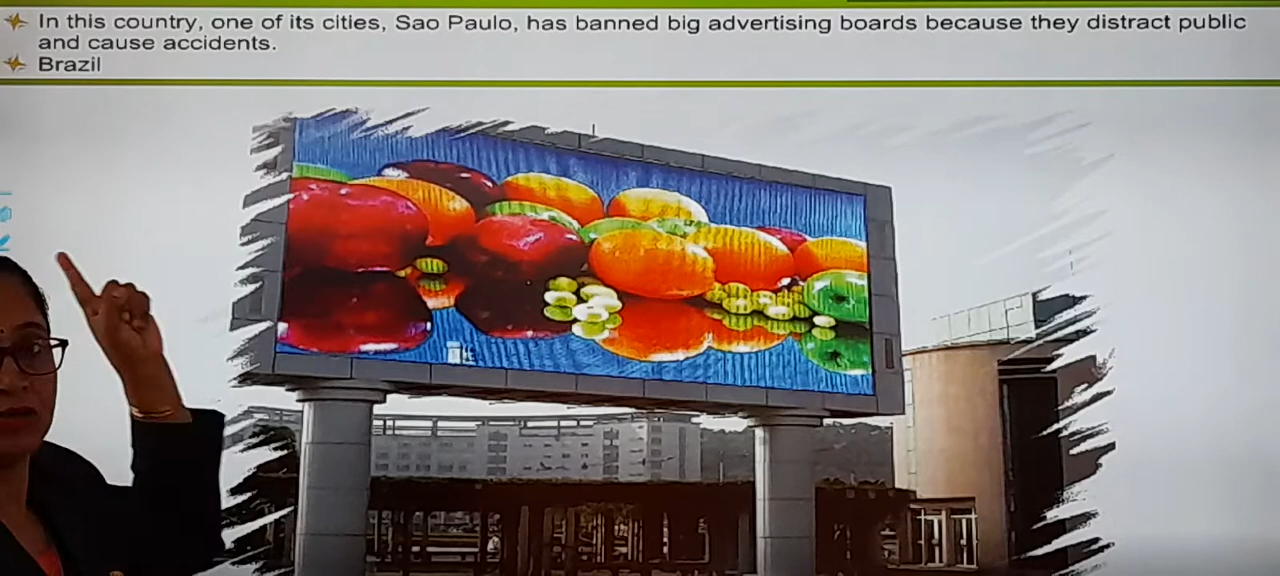 In this country, one of its cities, Sao Paulo, has banned big advertising boards because they distract public
and cause accidents.
Brazil